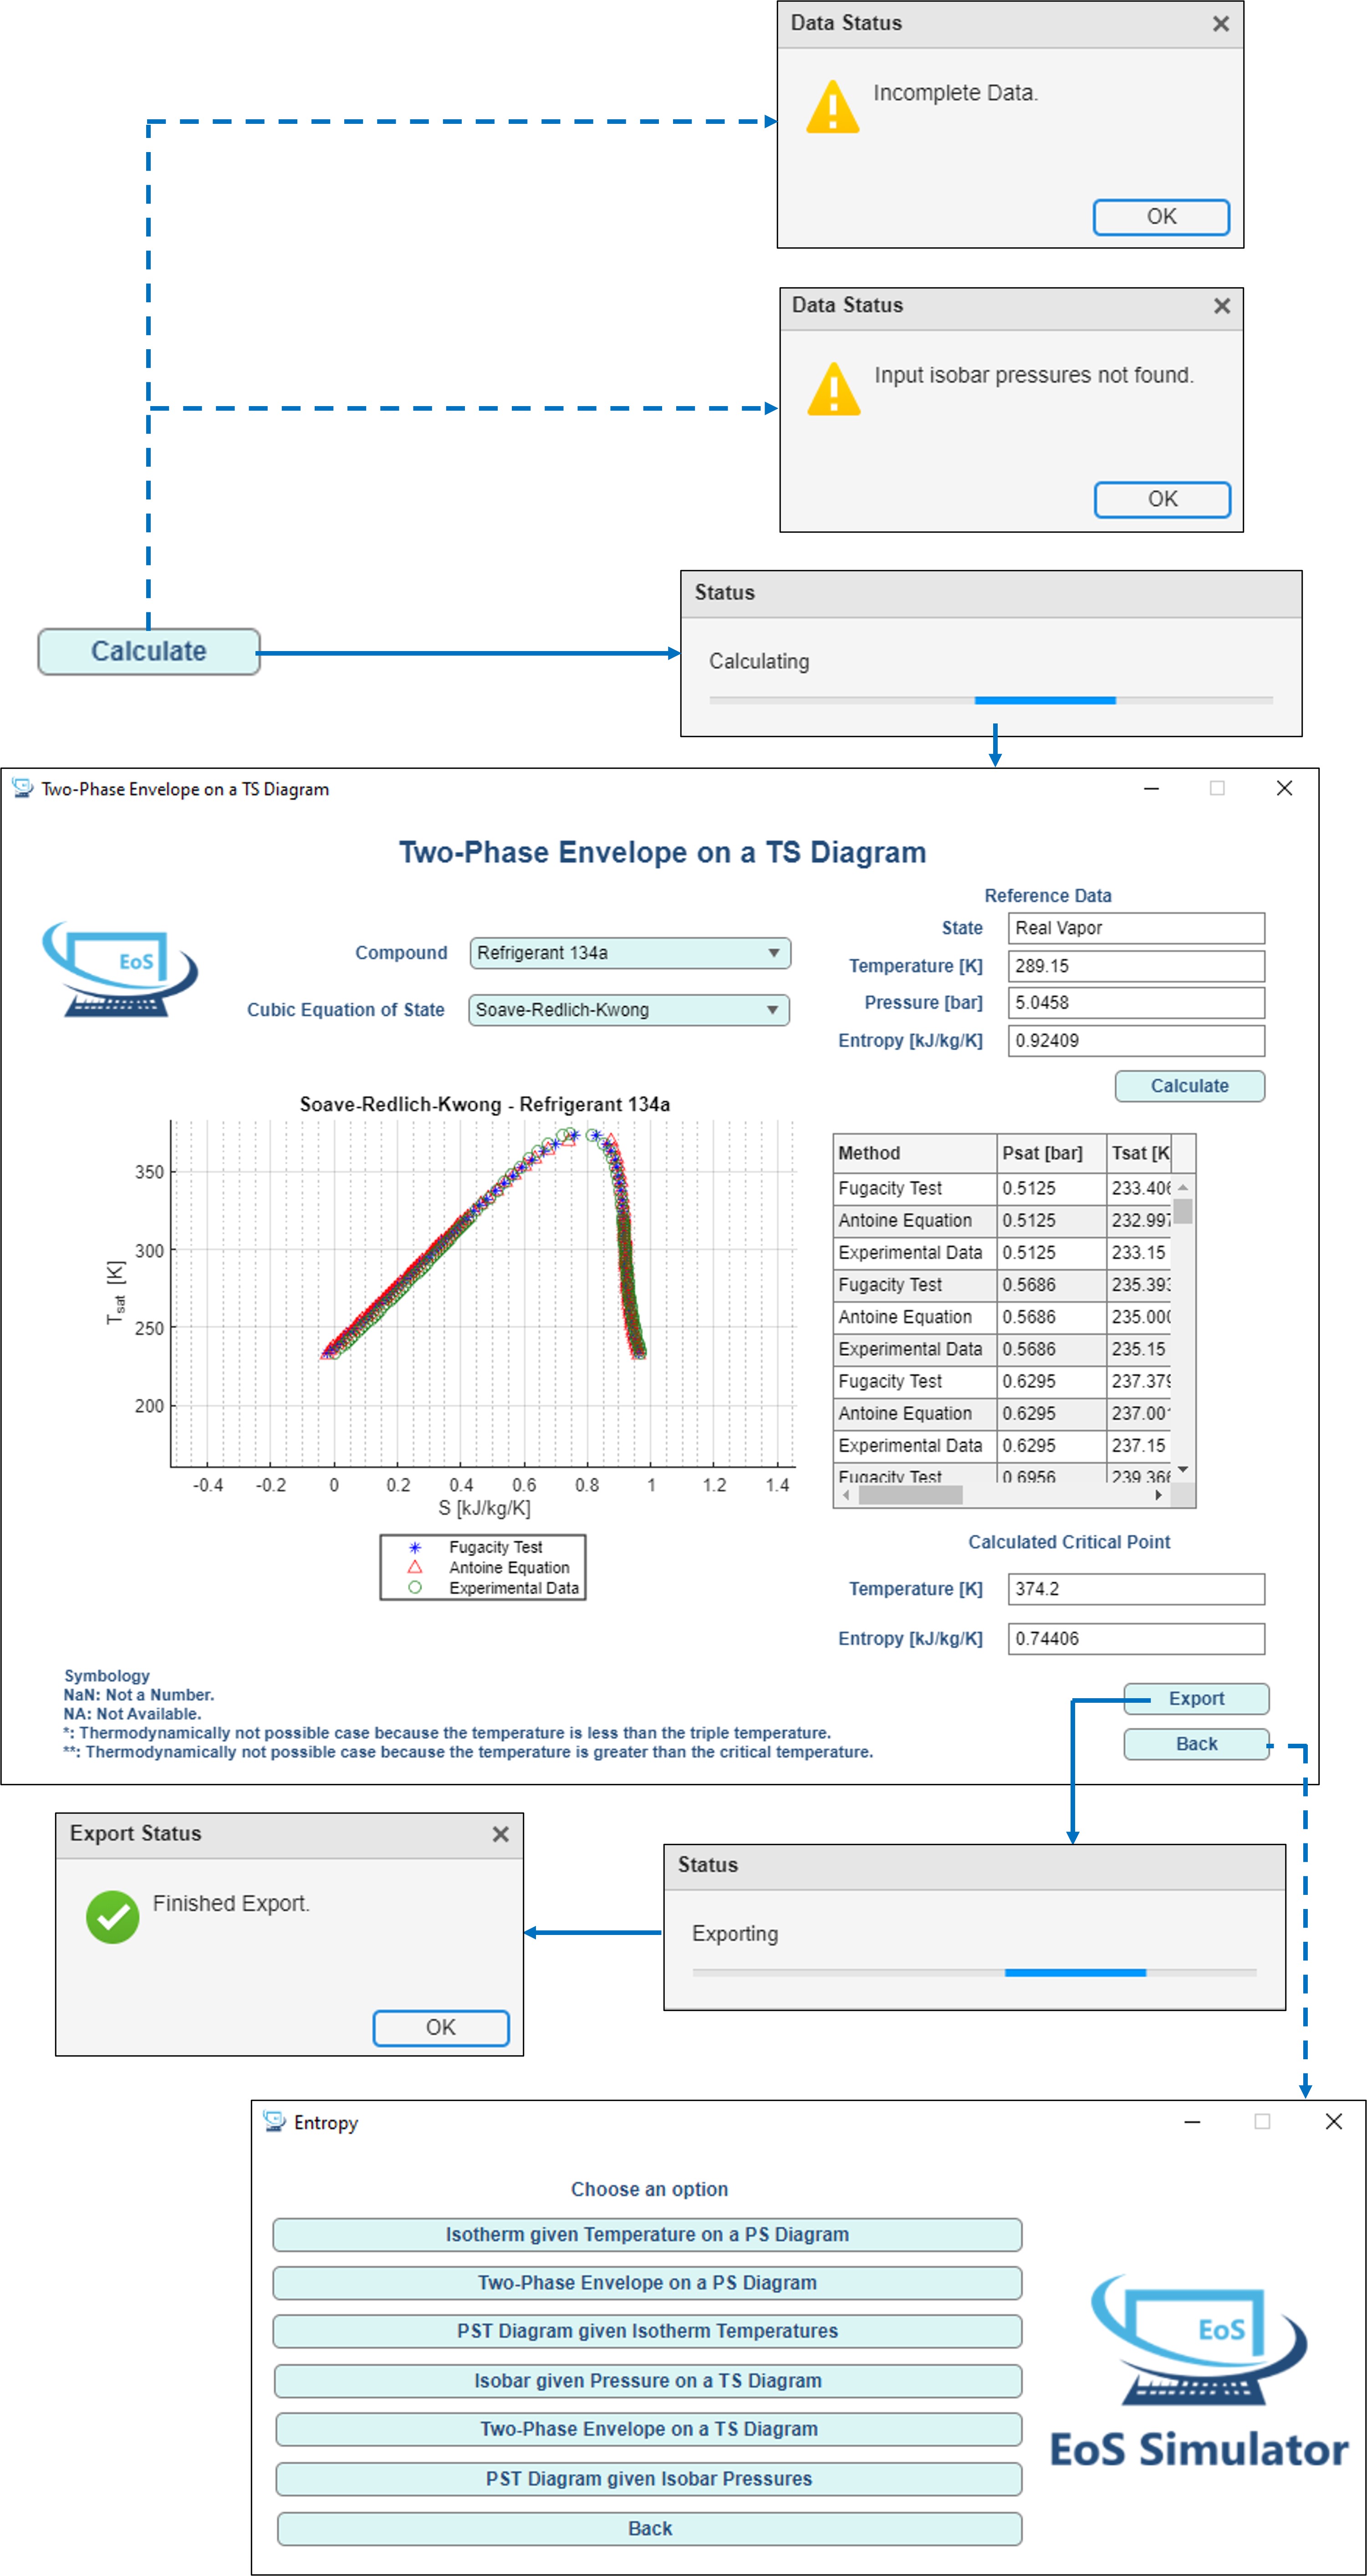 Data Status
Incomplete Data.
OK
Data Status
Input isobar pressures not found.
OK
Status
Calculate
Calculating
Two-Phase Envelope on a TS Diagram
Two-Phase Envelope on a TS Diagram
Reference Data
State Real Vapor
EoS
Compound Refrigerant 134a
Temperature [K] 289.15
Cubic Equation of State Soave-Redlich-Kwong
Pressure [bar] 5.0458
Entropy [kJ/kg/K] 0.92409
Calculate
Soave-Redlich-Kwong - Refrigerant 134a
350
300
250
200
Tsat [K]
-0.4 -0.2 0 0.2 0.4 0.6 0.8 1 1.2 1.4
S [kJ/kg/K]
Fugacity Test
Antoine Equation
Experimental Data
Method Psat [bar] Tsat [K
Fugacity Test 0.5125 233.406
Antoine Equation 0.5125 232.997
Experimental Data 0.5125 233.15
Fugacity Test 0.5686 235.393
Antoine Equation 0.5686 235.000
Experimental Data 0.5686 235.15
Fugacity Test 0.6295 237.379
Antoine Equation 0.6295 237.001
Experimental Data 0.6295 237.15
Fugacity Test 0.6956 239.366
Calculated Critical Point
Temperature [K] 374.2
Entropy [kJ/kg/K] 0.74406
Symbology
NaN: Not a Number.
NA: Not Available.
*: Thermodynamically not possible case because the temperature is less than the triple temperature.
**: Thermodynamically not possible case because the temperature is greater than the critical temperature.
Export
Back
Export Status
Finished Export.
OK
Status
Exporting
Entropy
Choose an option
Isotherm given Temperature on a PS Diagram
Two-Phase Envelope on a PS Diagram
PST Diagram given Isotherm Temperatures
Isobar given Pressure on a TS Diagram
Two-Phase Envelope on a TS Diagram
PST Diagram given Isobar Pressures
Back
EoS
EoS Simulator